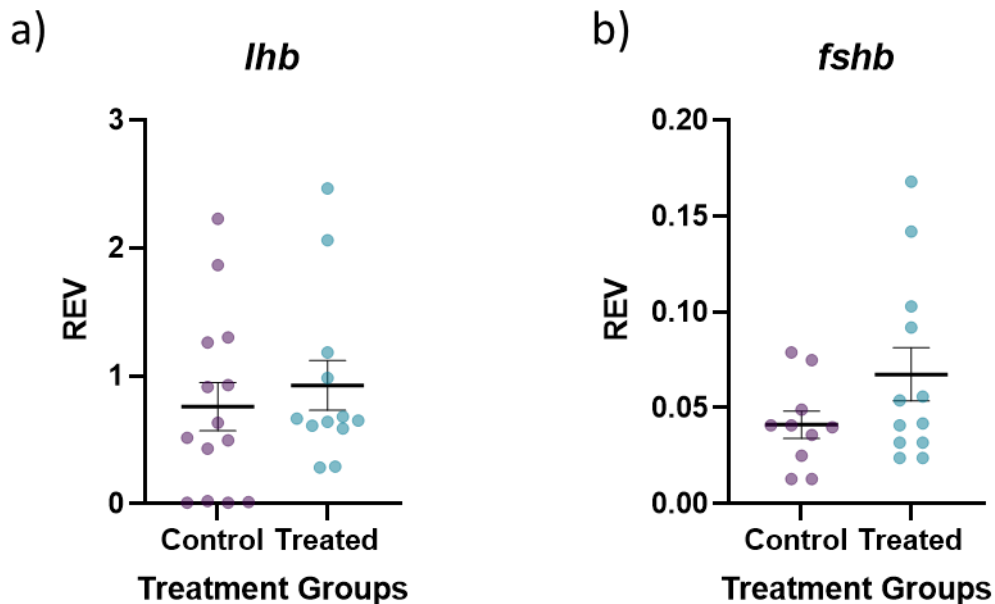 a)
lhb
3
2
1
0
REV
Control Treated
Treatment Groups
b)
fshb
0.20
0.15
0.10
0.05
0.00
REV
Control Treated
Treatment Groups